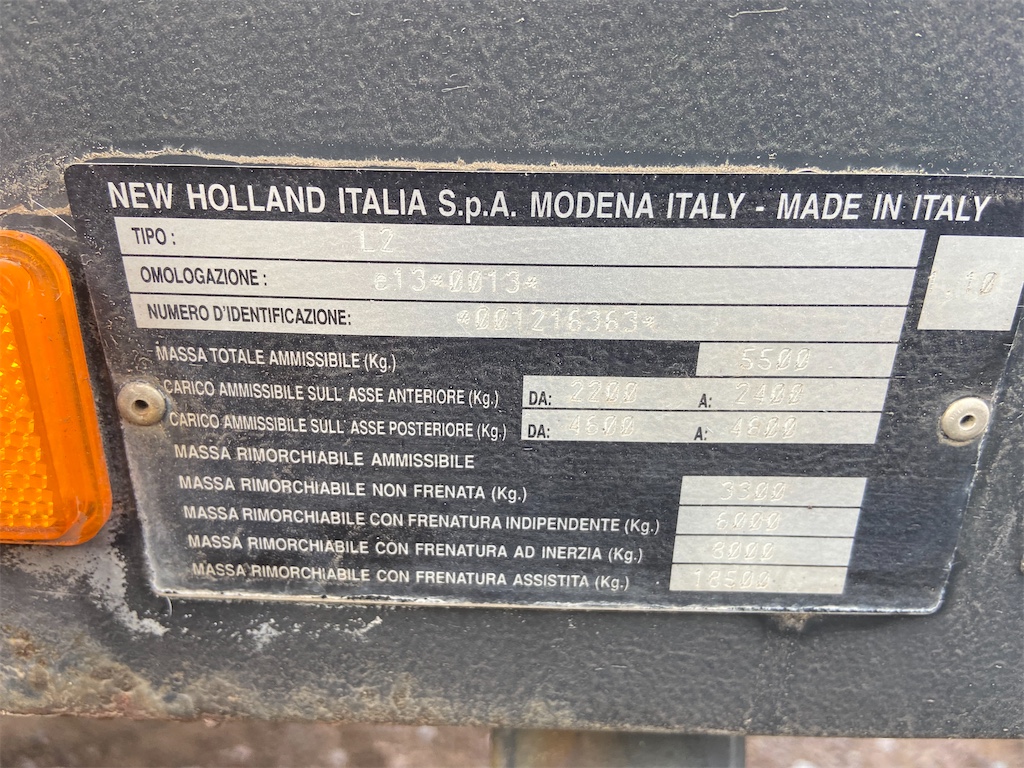 NEW HOLLAND ITALIA S.p.A. MODENA ITALY - MADE IN ITALY
TIPO: L2
OMOLOGAZIONE: e13*0013*
1.10
NUMERO D'IDENTIFICAZIONE: *001216363*
MASSA TOTALE AMMISSIBILE (Kg.) 5500
CARICO AMMISSIBILE SULL' ASSE ANTERIORE (Kg.) DA: 2200 A: 2400
CARICO AMMISSIBILE SULL' ASSE POSTERIORE (Kg.) DA: 4600 A: 4800
MASSA RIMORCHIABILE AMMISSIBILE
MASSA RIMORCHIABILE NON FRENATA (Kg.) 3300
MASSA RIMORCHIABILE CON FRENATURA INDIPENDENTE (Kg.) 6000
MASSA RIMORCHIABILE CON FRENATURA AD INERZIA (Kg.) 8000
MASSA RIMORCHIABILE CON FRENATURA ASSISTITA (Kg.) 18500